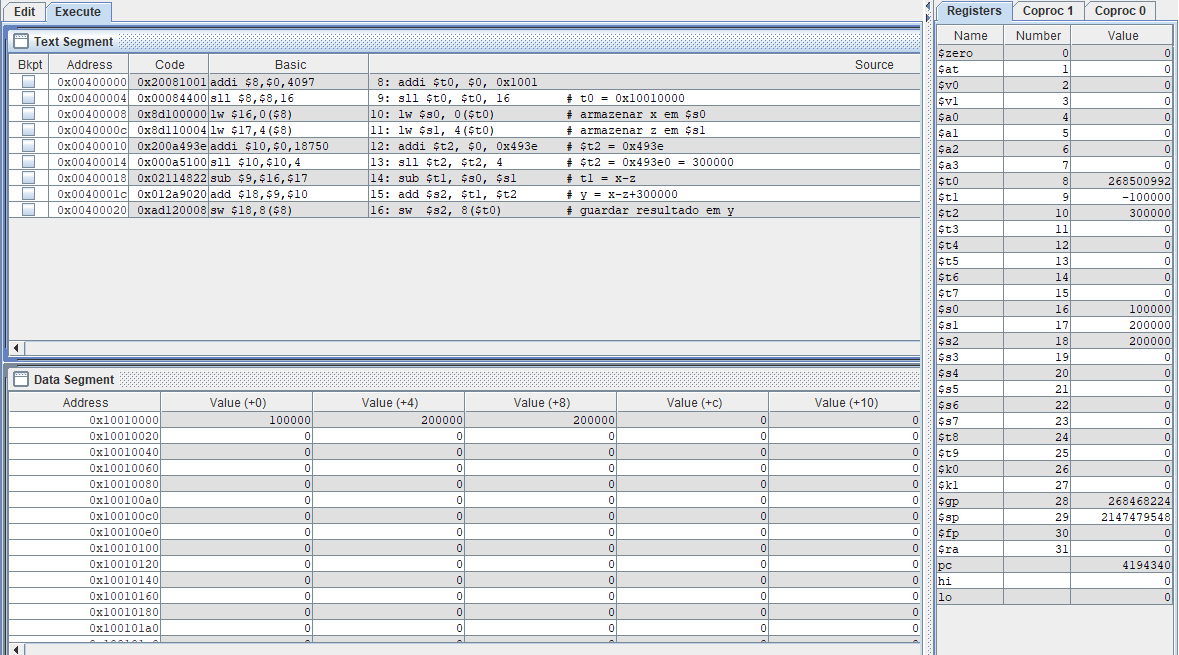 Edit Execute
Text Segment
Bkpt Address Code Basic Source
0x00400000 0x20081001 addi $8,$0,4097 8: addi $t0, $0, 0x1001
0x00400004 0x00084400 sll $8,$8,16 9: sll $t0, $t0, 16 # t0 = 0x10010000
0x00400008 0x8d100000 lw $16,0($8) 10: lw $s0, 0($t0) # armazenar x em $s0
0x0040000c 0x8d110004 lw $17,4($8) 11: lw $s1, 4($t0) # armazenar z em $s1
0x00400010 0x200a493e addi $10,$0,18750 12: addi $t2, $0, 0x493e # $t2 = 0x493e
0x00400014 0x000a5100 sll $10,$10,4 13: sll $t2, $t2, 4 # $t2 = 0x493e0 = 300000
0x00400018 0x02114822 sub $9,$16,$17 14: sub $t1, $s0, $s1 # t1 = x-z
0x0040001c 0x012a9020 add $18,$9,$10 15: add $s2, $t1, $t2 # y = x-z+300000
0x00400020 0xad120008 sw $18,8($8) 16: sw $s2, 8($t0) # guardar resultado em y
Data Segment
Address Value (+0) Value (+4) Value (+8) Value (+c) Value (+10)
0x10010000 100000 200000 200000 0 0
0x10010020 0 0 0 0 0
0x10010040 0 0 0 0 0
0x10010060 0 0 0 0 0
0x10010080 0 0 0 0 0
0x100100a0 0 0 0 0 0
0x100100c0 0 0 0 0 0
0x100100e0 0 0 0 0 0
0x10010100 0 0 0 0 0
0x10010120 0 0 0 0 0
0x10010140 0 0 0 0 0
0x10010160 0 0 0 0 0
0x10010180 0 0 0 0 0
0x100101a0 0 0 0 0 0
Registers Coproc 1 Coproc 0
Name Number Value
$zero 0 0
$at 1 0
$v0 2 0
$v1 3 0
$a0 4 0
$a1 5 0
$a2 6 0
$a3 7 0
$t0 8 268500992
$t1 9 -100000
$t2 10 300000
$t3 11 0
$t4 12 0
$t5 13 0
$t6 14 0
$t7 15 0
$s0 16 100000
$s1 17 200000
$s2 18 200000
$s3 19 0
$s4 20 0
$s5 21 0
$s6 22 0
$s7 23 0
$t8 24 0
$t9 25 0
$k0 26 0
$k1 27 0
$gp 28 268468224
$sp 29 2147479548
$fp 30 0
$ra 31 0
pc 4194340
hi 0
lo 0